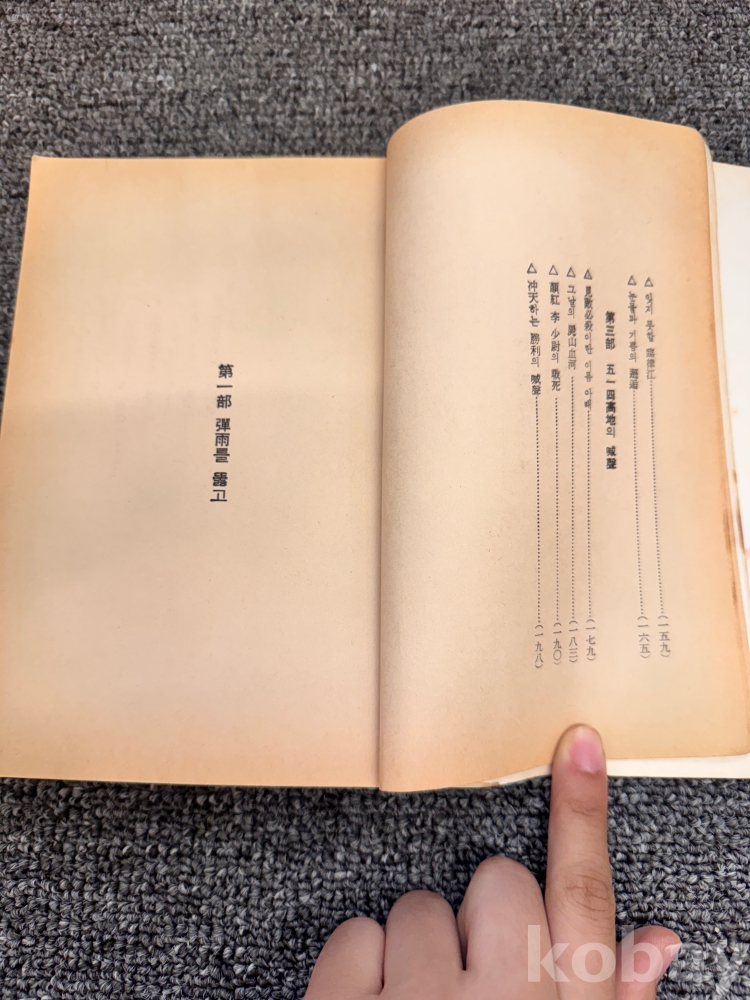 △ 잊지 못할 臨津江……………………(一五九)
△ 눈물과 기쁨의 邂逅……………………(一六五)
第三部 五一四高地의 喊聲
△ 見敵必殺이란 이름 아래……………………(一七九)
△ 그날의 屍山血河……………………(一八三)
△ 顔紅 李 少尉의 戰死……………………(一九〇)
△ 冲天하는 勝利의 喊聲……………………(一九八)
第一部 彈雨를 뚫고
kobay